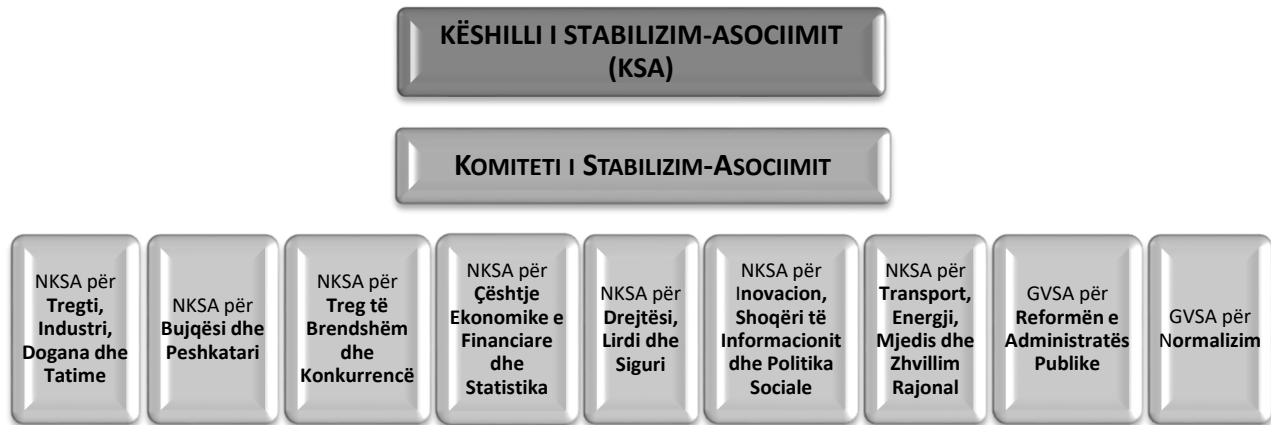 KËSHILLI I STABILIZIM-ASOCIIMIT
(KSA)
KOMITETI I STABILIZIM-ASOCIIMIT
NKSA për
Tregti,
Industri,
Dogana dhe
Tatime
NKSA për
Bujqësi dhe
Peshkatari
NKSA për
Treg të
Brendshëm
dhe
Konkurrencë
NKSA për
Çështje
Ekonomike e
Financiare
dhe
Statistika
NKSA për
Drejtësi,
Lirdi dhe
Siguri
NKSA për
Inovacion,
Shoqëri të
Informacionit
dhe Politika
Sociale
NKSA për
Transport,
Energji,
Mjedis dhe
Zhvillim
Rajonal
GVSA për
Reformën e
Administratës
Publike
GVSA për
Normalizim